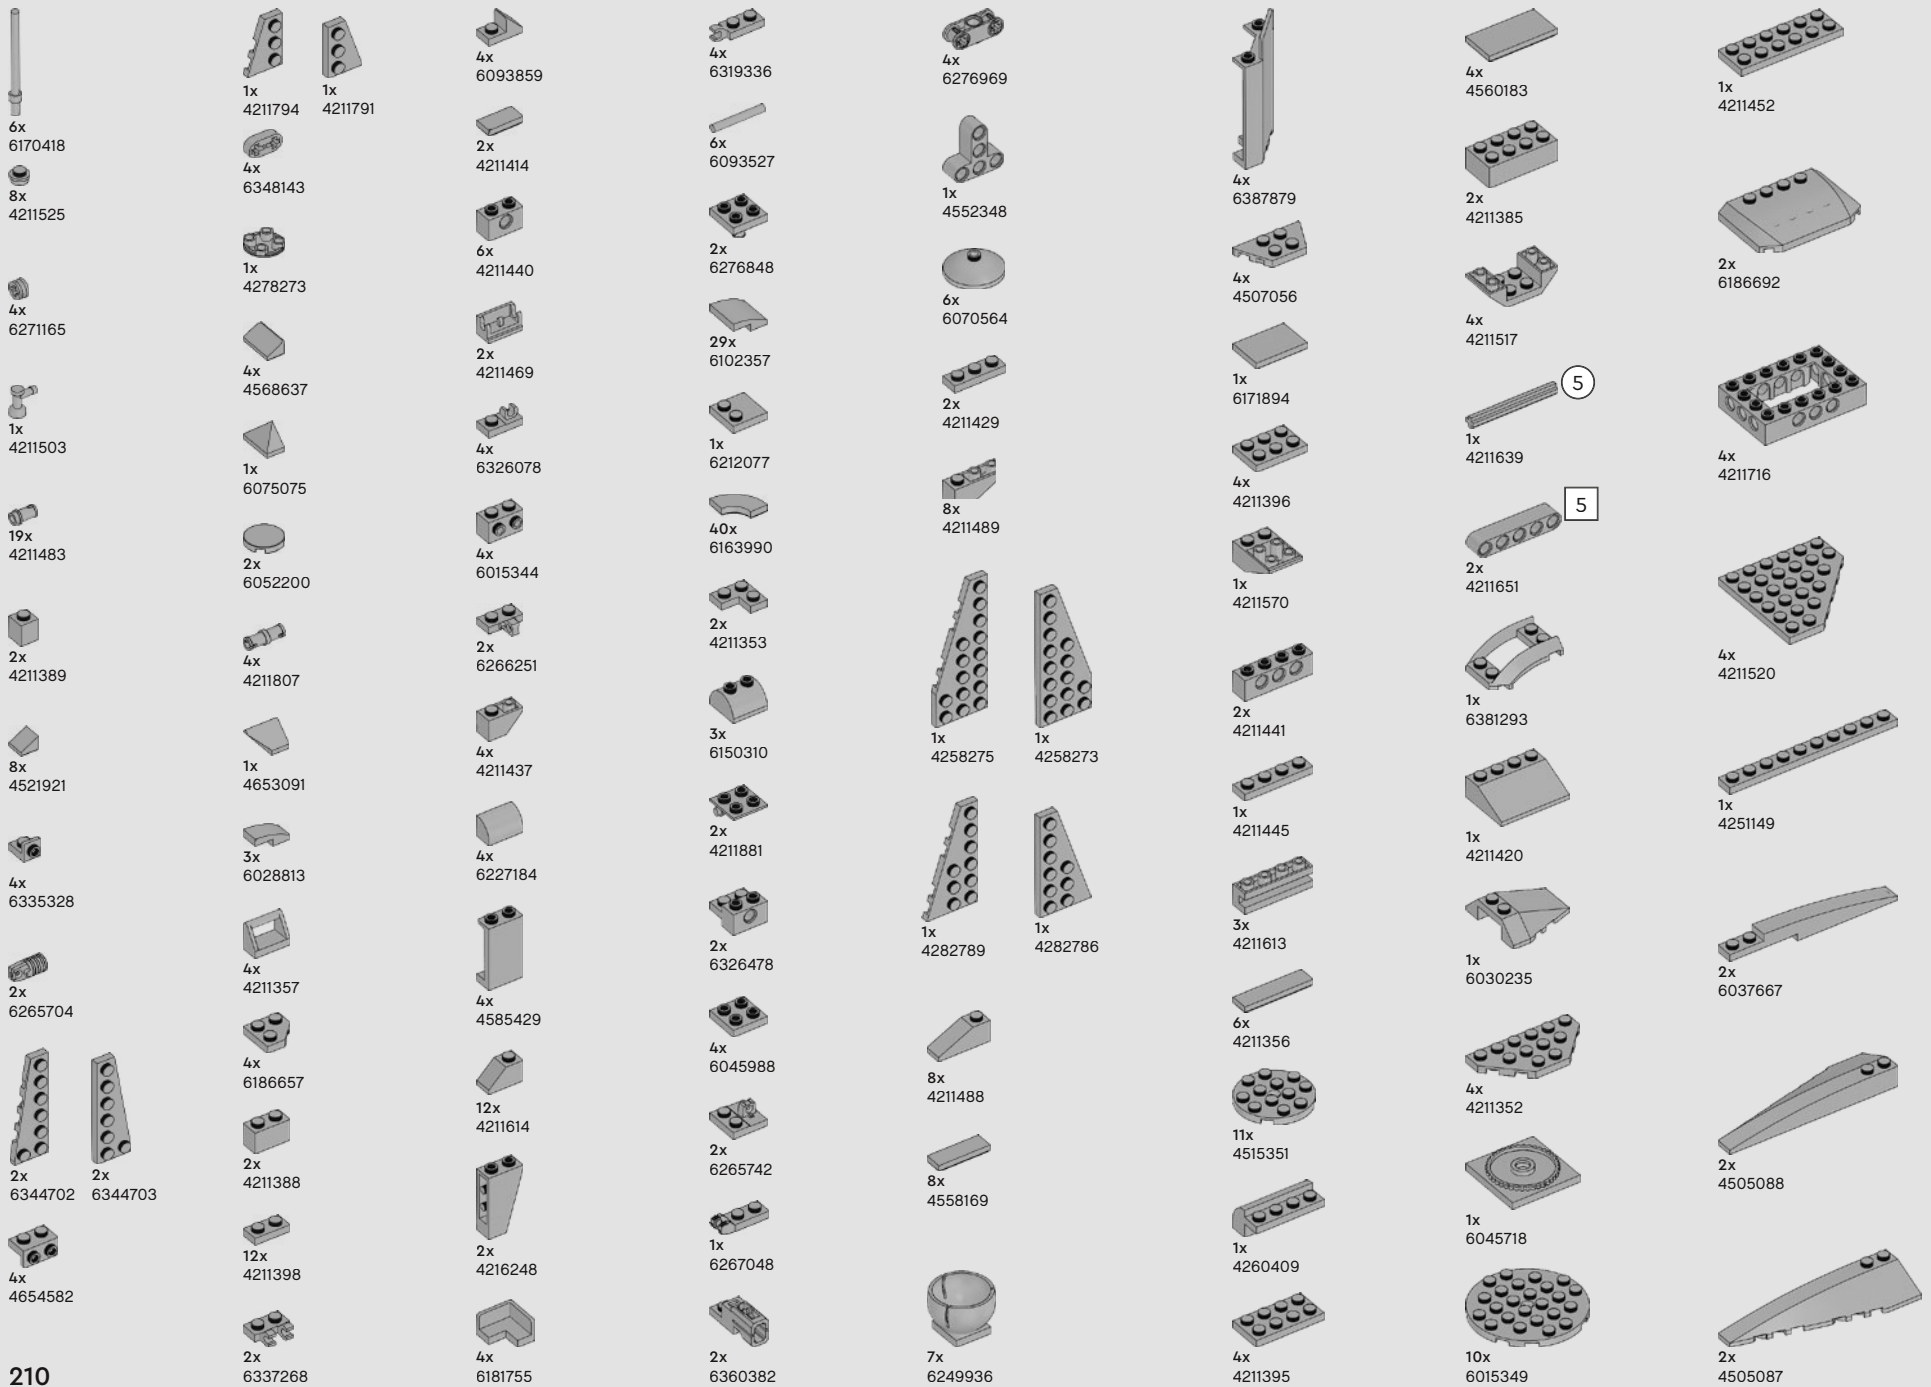 6x
6170418
8x
4211525
4x
6271165
1x
4211503
19x
4211483
2x
4211389
8x
4521921
4x
6335328
2x
6265704
2x 2x
6344702 6344703
4x
4654582
210
1x 1x
4211794 4211791
4x
6348143
1x
4278273
4x
4568637
1x
6075075
2x
6052200
4x
4211807
1x
4653091
3x
6028813
4x
4211357
4x
6186657
2x
4211388
12x
4211398
2x
6337268
4x
6093859
2x
4211414
6x
4211440
2x
4211469
4x
6326078
4x
6015344
2x
6266251
4x
4211437
4x
6227184
4x
4585429
12x
4211614
2x
4216248
4x
6181755
4x
6319336
6x
6093527
2x
6276848
29x
6102357
1x
6212077
40x
6163990
2x
4211353
3x
6150310
2x
4211881
2x
6326478
4x
6045988
2x
6265742
1x
6267048
2x
6360382
4x
6276969
1x
4552348
6x
6070564
2x
4211429
8x
4211489
1x 1x
4258275 4258273
1x 1x
4282789 4282786
8x
4211488
8x
4558169
7x
6249936
4x
6387879
4x
4507056
1x
6171894
4x
4211396
1x
4211570
2x
4211441
1x
4211445
3x
4211613
6x
4211356
11x
4515351
1x
4260409
4x
4211395
4x
4560183
2x
4211385
4x
4211517
5
1x
4211639
5
2x
4211651
1x
6381293
1x
4211420
1x
6030235
4x
4211352
1x
6045718
10x
6015349
1x
4211452
2x
6186692
4x
4211716
4x
4211520
1x
4251149
2x
6037667
2x
4505088
2x
4505087